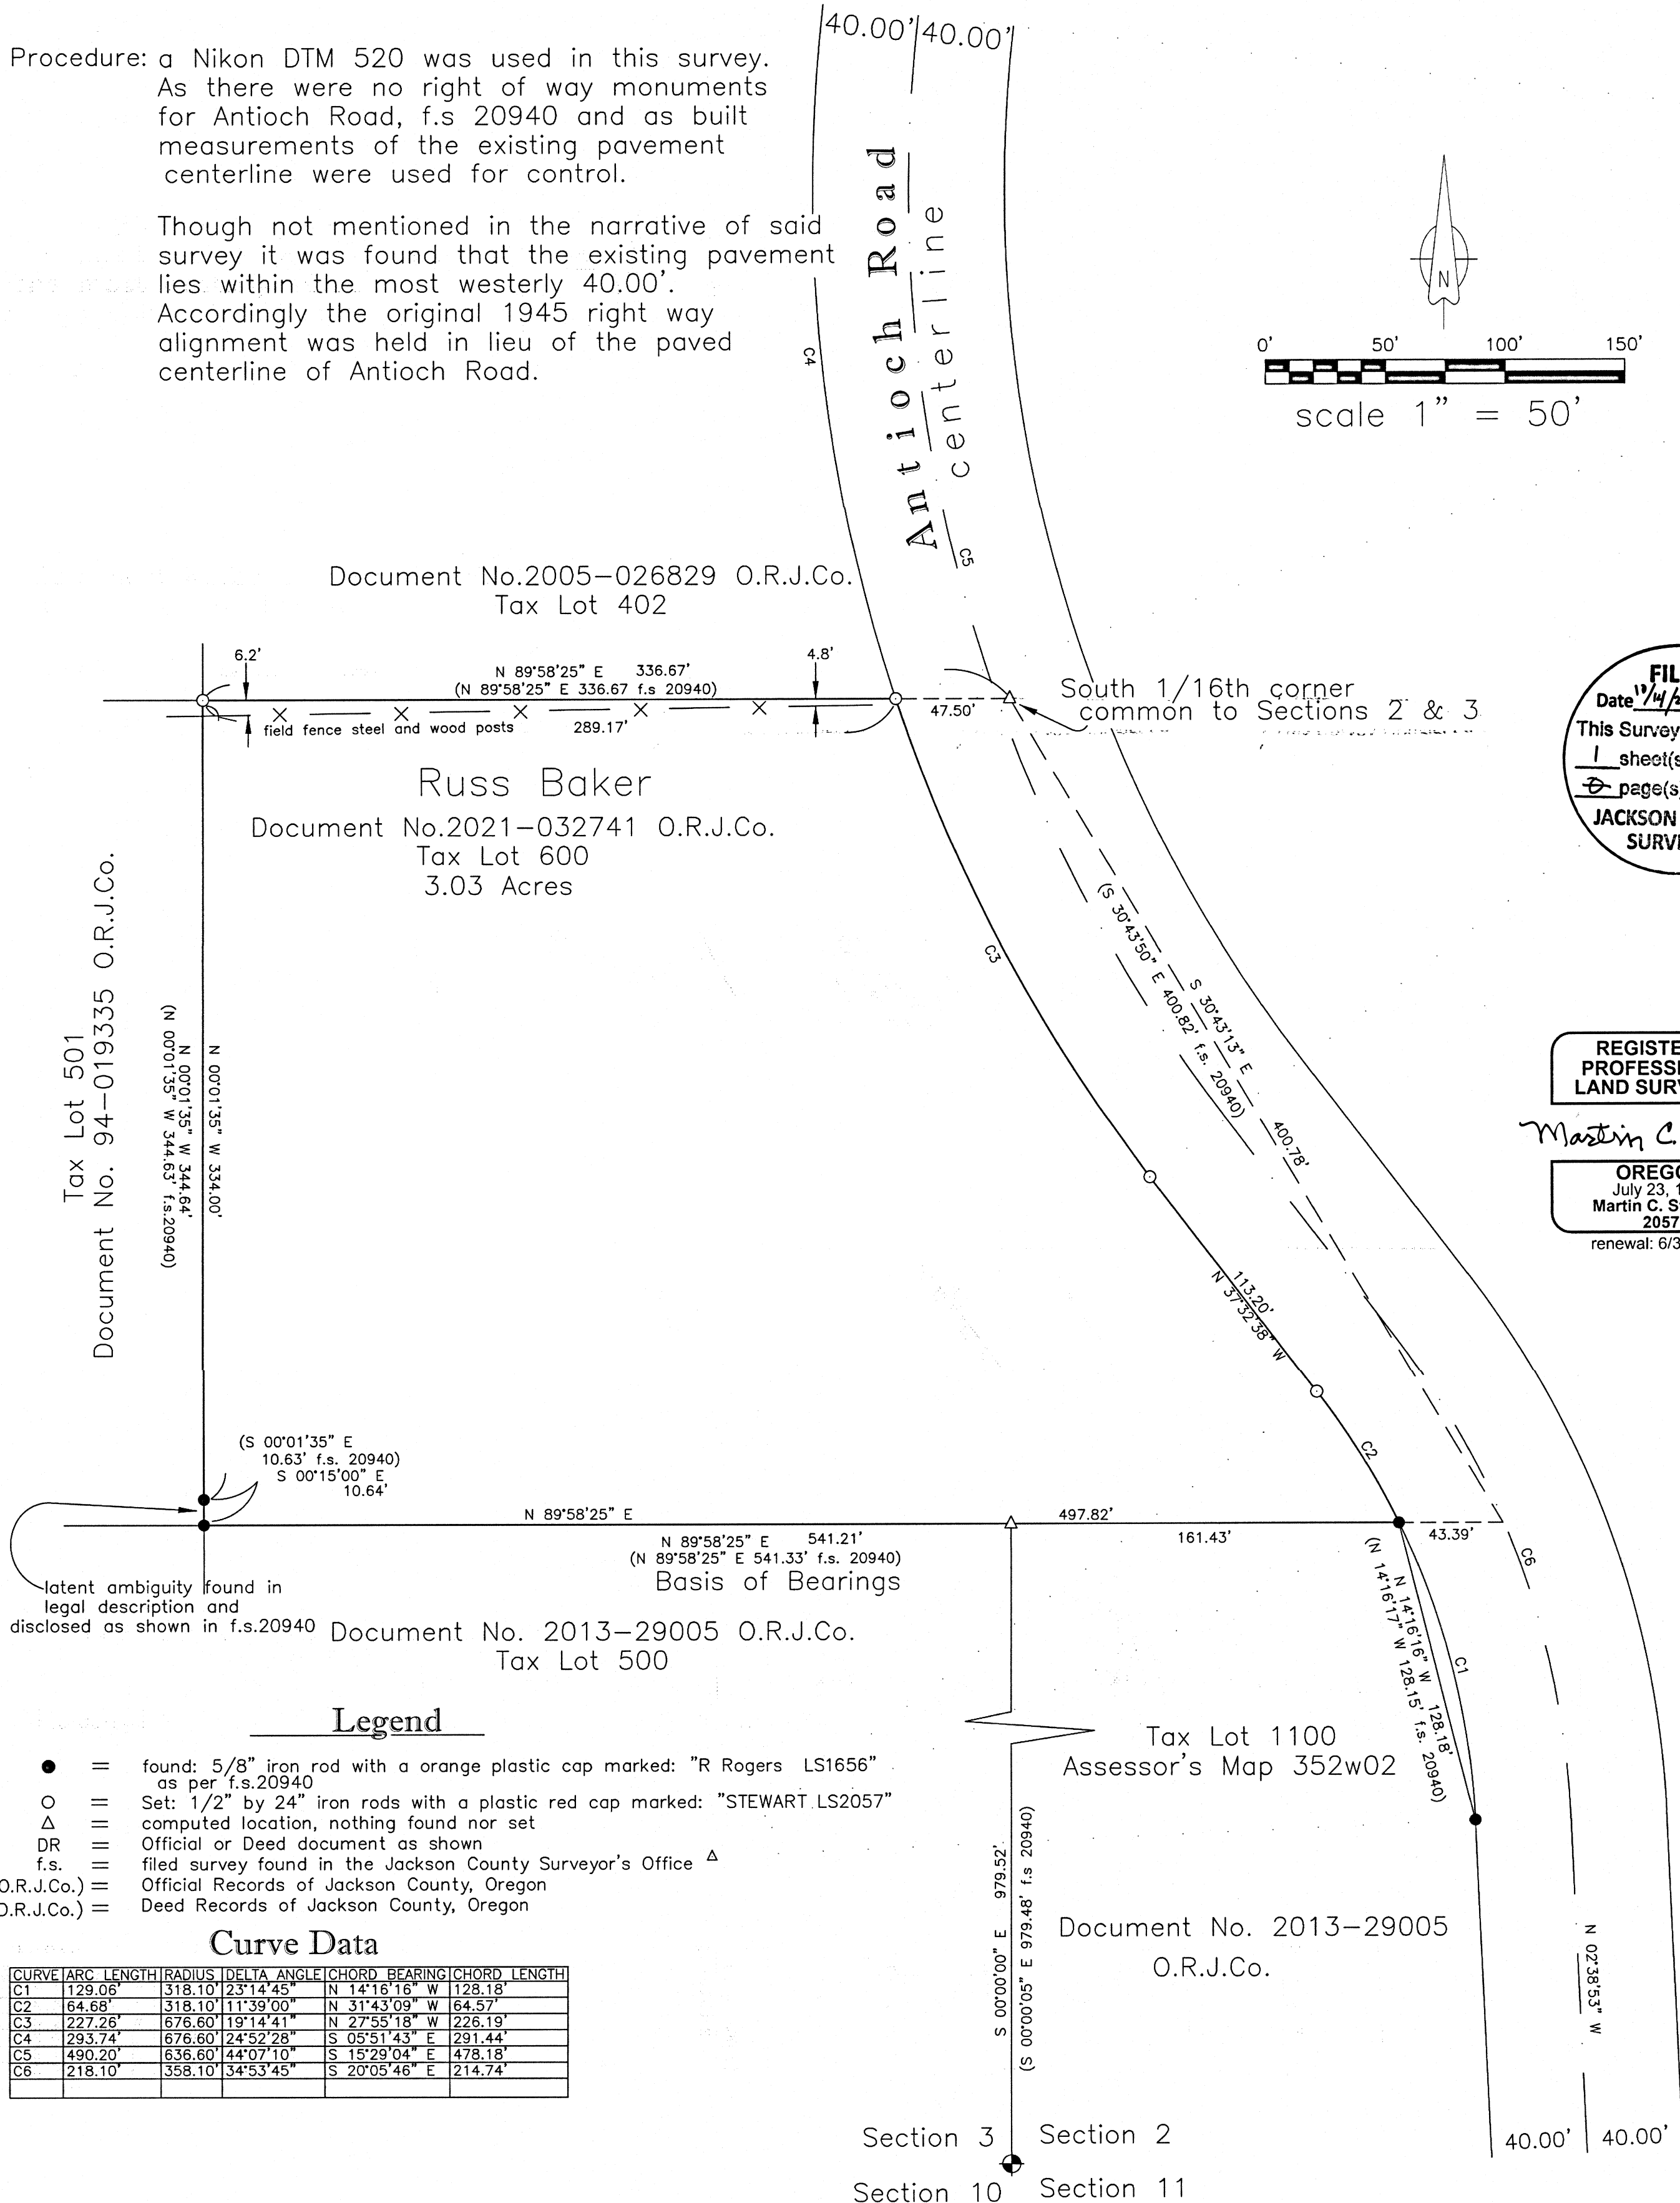 Procedure: a Nikon DTM 520 was used in this survey.
As there were no right of way monuments
for Antioch Road, f.s 20940 and as built
measurements of the existing pavement
centerline were used for control.
Though not mentioned in the narrative of said
survey it was found that the existing pavement
lies within the most westerly 40.00'.
Accordingly the original 1945 right way
alignment was held in lieu of the paved
centerline of Antioch Road.
40.00' 40.00'
Antioch Road
centerline
C4
C5
N
0' 50' 100' 150'
scale 1" = 50'
Document No.2005-026829 O.R.J.Co.
Tax Lot 402
6.2'
N 89°58'25" E 336.67'
(N 89°58'25" E 336.67 f.s 20940)
4.8'
field fence steel and wood posts 289.17'
47.50'
South 1/16th corner
common to Sections 2 & 3
Russ Baker
Document No.2021-032741 O.R.J.Co.
Tax Lot 600
3.03 Acres
Date
This Survey
1 sheet(s
page(s
JACKSON
Tax Lot 501
Document No. 94-019335 O.R.J.Co.
N 00°01'35" W 334.00'
N 00°01'35" W 344.64'
(N 00°01'35" W 344.63' f.s.20940)
C3
(S 30°43'50" E 400.82' f.s. 20940)
S 30°43'13" E 400.78'
LAND SUR
Martin C.
July 23, 1
Martin C. S
2057
renewal: 6/3
113.20'
N 37°32'38" W
C2
(S 00°01'35" E
10.63' f.s. 20940)
S 00°15'00" E
10.64'
N 89°58'25" E 497.82'
N 89°58'25" E 541.21'
(N 89°58'25" E 541.33' f.s. 20940)
Basis of Bearings
161.43'
43.39'
C6
latent ambiguity found in
legal description and
disclosed as shown in f.s.20940
Document No. 2013-29005 O.R.J.Co.
Tax Lot 500
N 14°16'16" W 128.18'
(N 14°16'17" W 128.15' f.s. 20940)
C1
Tax Lot 1100
Assessor's Map 352w02
Legend
● = found: 5/8" iron rod with a orange plastic cap marked: "R Rogers LS1656"
as per f.s.20940
○ = Set: 1/2" by 24" iron rods with a plastic red cap marked: "STEWART LS2057"
△ = computed location, nothing found nor set
DR = Official or Deed document as shown
f.s. = filed survey found in the Jackson County Surveyor's Office △
O.R.J.Co.) = Official Records of Jackson County, Oregon
.R.J.Co.) = Deed Records of Jackson County, Oregon
S 00°00'00" E 979.52'
(S 00°00'05" E 979.48' f.s 20940)
Document No. 2013-29005
O.R.J.Co.
N 02°38'53" W
Curve Data
CURVE ARC LENGTH RADIUS DELTA ANGLE CHORD BEARING CHORD LENGTH
C1 129.06' 318.10' 23°14'45" N 14°16'16" W 128.18'
C2 64.68' 318.10' 11°39'00" N 31°43'09" W 64.57'
C3 227.26' 676.60' 19°14'41" N 27°55'18" W 226.19'
C4 293.74' 676.60' 24°52'28" S 05°51'43" E 291.44'
C5 490.20' 636.60' 44°07'10" S 15°29'04" E 478.18'
C6 218.10' 358.10' 34°53'45" S 20°05'46" E 214.74'
Section 3 Section 2
Section 10 Section 11
40.00' 40.00'